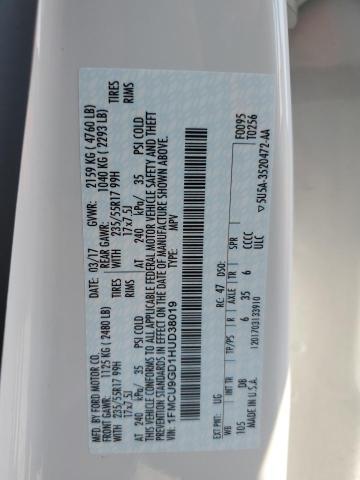 MFD. BY FORD MOTOR CO.
DATE: 03/17 GVWR: 2159 KG ( 4760 LB)
FRONT GAWR: 1125 KG ( 2480 LB) REAR GAWR: 1040 KG ( 2293 LB)
WITH 235/55R17 99H TIRES WITH 235/55R17 99H TIRES
17x7.5J RIMS 17x7.5J RIMS
AT 240 kPa/ 35 PSI COLD AT 240 kPa/ 35 PSI COLD
THIS VEHICLE CONFORMS TO ALL APPLICABLE FEDERAL MOTOR VEHICLE SAFETY AND THEFT
PREVENTION STANDARDS IN EFFECT ON THE DATE OF MANUFACTURE SHOWN ABOVE.
VIN: 1FMCU9GD1HUD38019
TYPE: MPV
F0095
T0256
EXT PNT: UG RC: 47 DSO:
WB INT TR TP/PS R AXLE TR SPR
105 DB 6 35 6 CCCC
ULC
MADE IN U.S.A. 1201703133910
5U5A-3520472-AA